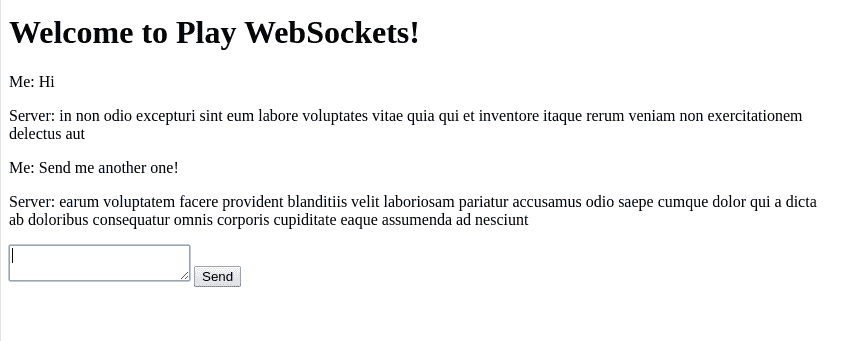 Welcome to Play WebSockets!
Me: Hi
Server: in non odio excepturi sint eum labore voluptates vitae quia qui et inventore itaque rerum veniam non exercitationem
delectus aut
Me: Send me another one!
Server: earum voluptatem facere provident blanditiis velit laboriosam pariatur accusamus odio saepe cumque dolor qui a dicta
ab doloribus consequatur omnis corporis cupiditate eaque assumenda ad nesciunt
Send